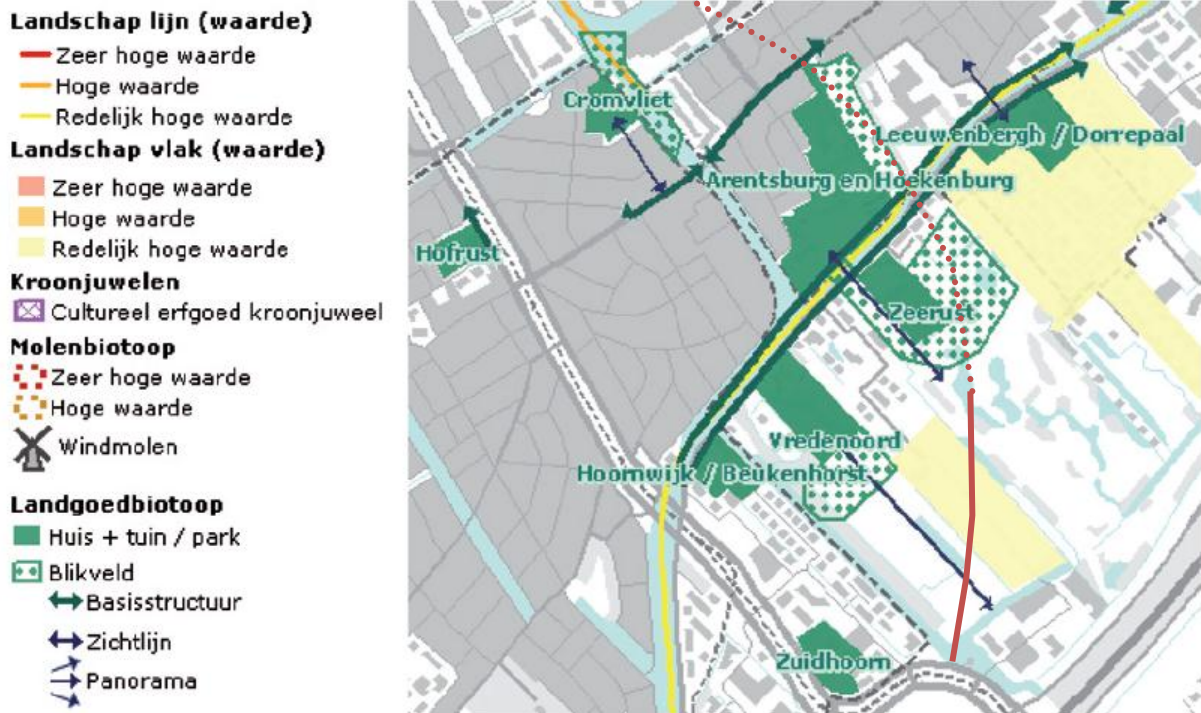 Landschap lijn (waarde)
Zeer hoge waarde
Hoge waarde
Redelijk hoge waarde
Landschap vlak (waarde)
Zeer hoge waarde
Hoge waarde
Redelijk hoge waarde
Kroonjuwelen
Cultureel erfgoed kroonjuweel
Molenbiotoop
Zeer hoge waarde
Hoge waarde
Windmolen
Landgoedbiotoop
Huis + tuin / park
Blikveld
Basisstructuur
Zichtlijn
Panorama
Cromvliet
Leeuwenbergh / Dorrepaal
Arentsburg en Hoekenburg
Hofrust
Zeerust
Vredenoord
Hoornwijk / Beukenhorst
Zuidhoorn